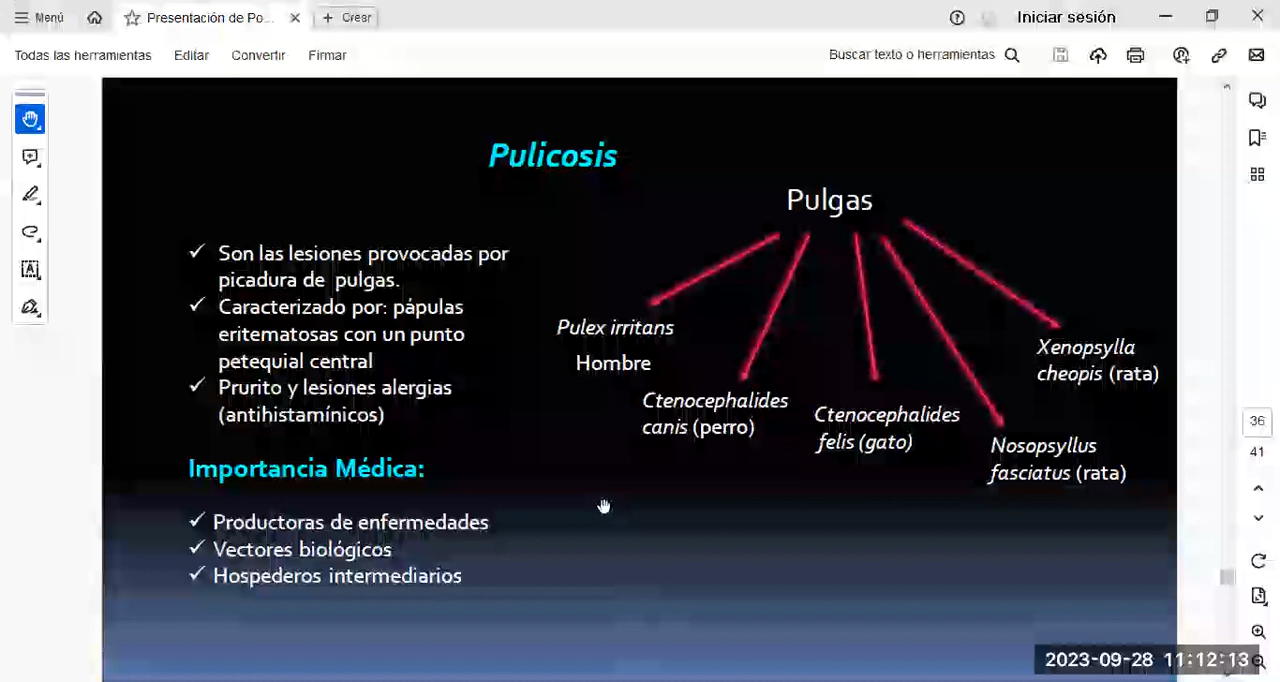 Menú
Presentación de Po...
Crear
Iniciar sesión
Todas las herramientas
Editar
Convertir
Firmar
Buscar texto o herramientas
Pulicosis
Son las lesiones provocadas por
picadura de pulgas.
Caracterizado por: pápulas
eritematosas con un punto
petequial central
Prurito y lesiones alergias
(antihistamínicos)
Importancia Médica:
Productoras de enfermedades
Vectores biológicos
Hospederos intermediarios
Pulgas
Pulex irritans
Hombre
Ctenocephalides
canis (perro)
Ctenocephalides
felis (gato)
Nosopsyllus
fasciatus (rata)
Xenopsylla
cheopis (rata)
36
41
2023-09-28 11:12:13